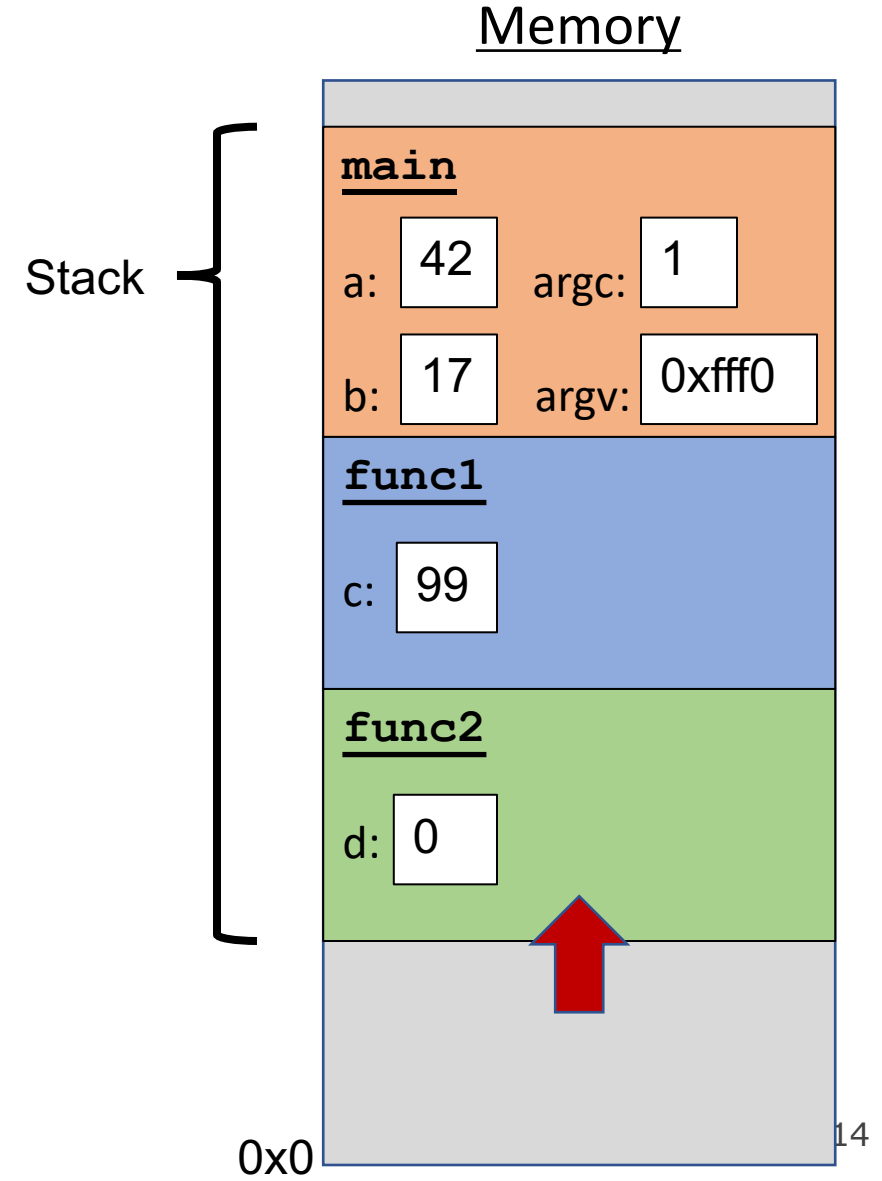 Memory
main
Stack
a: 42 argc: 1
b: 17 argv: 0xfff0
func1
c: 99
func2
d: 0
14
0x0